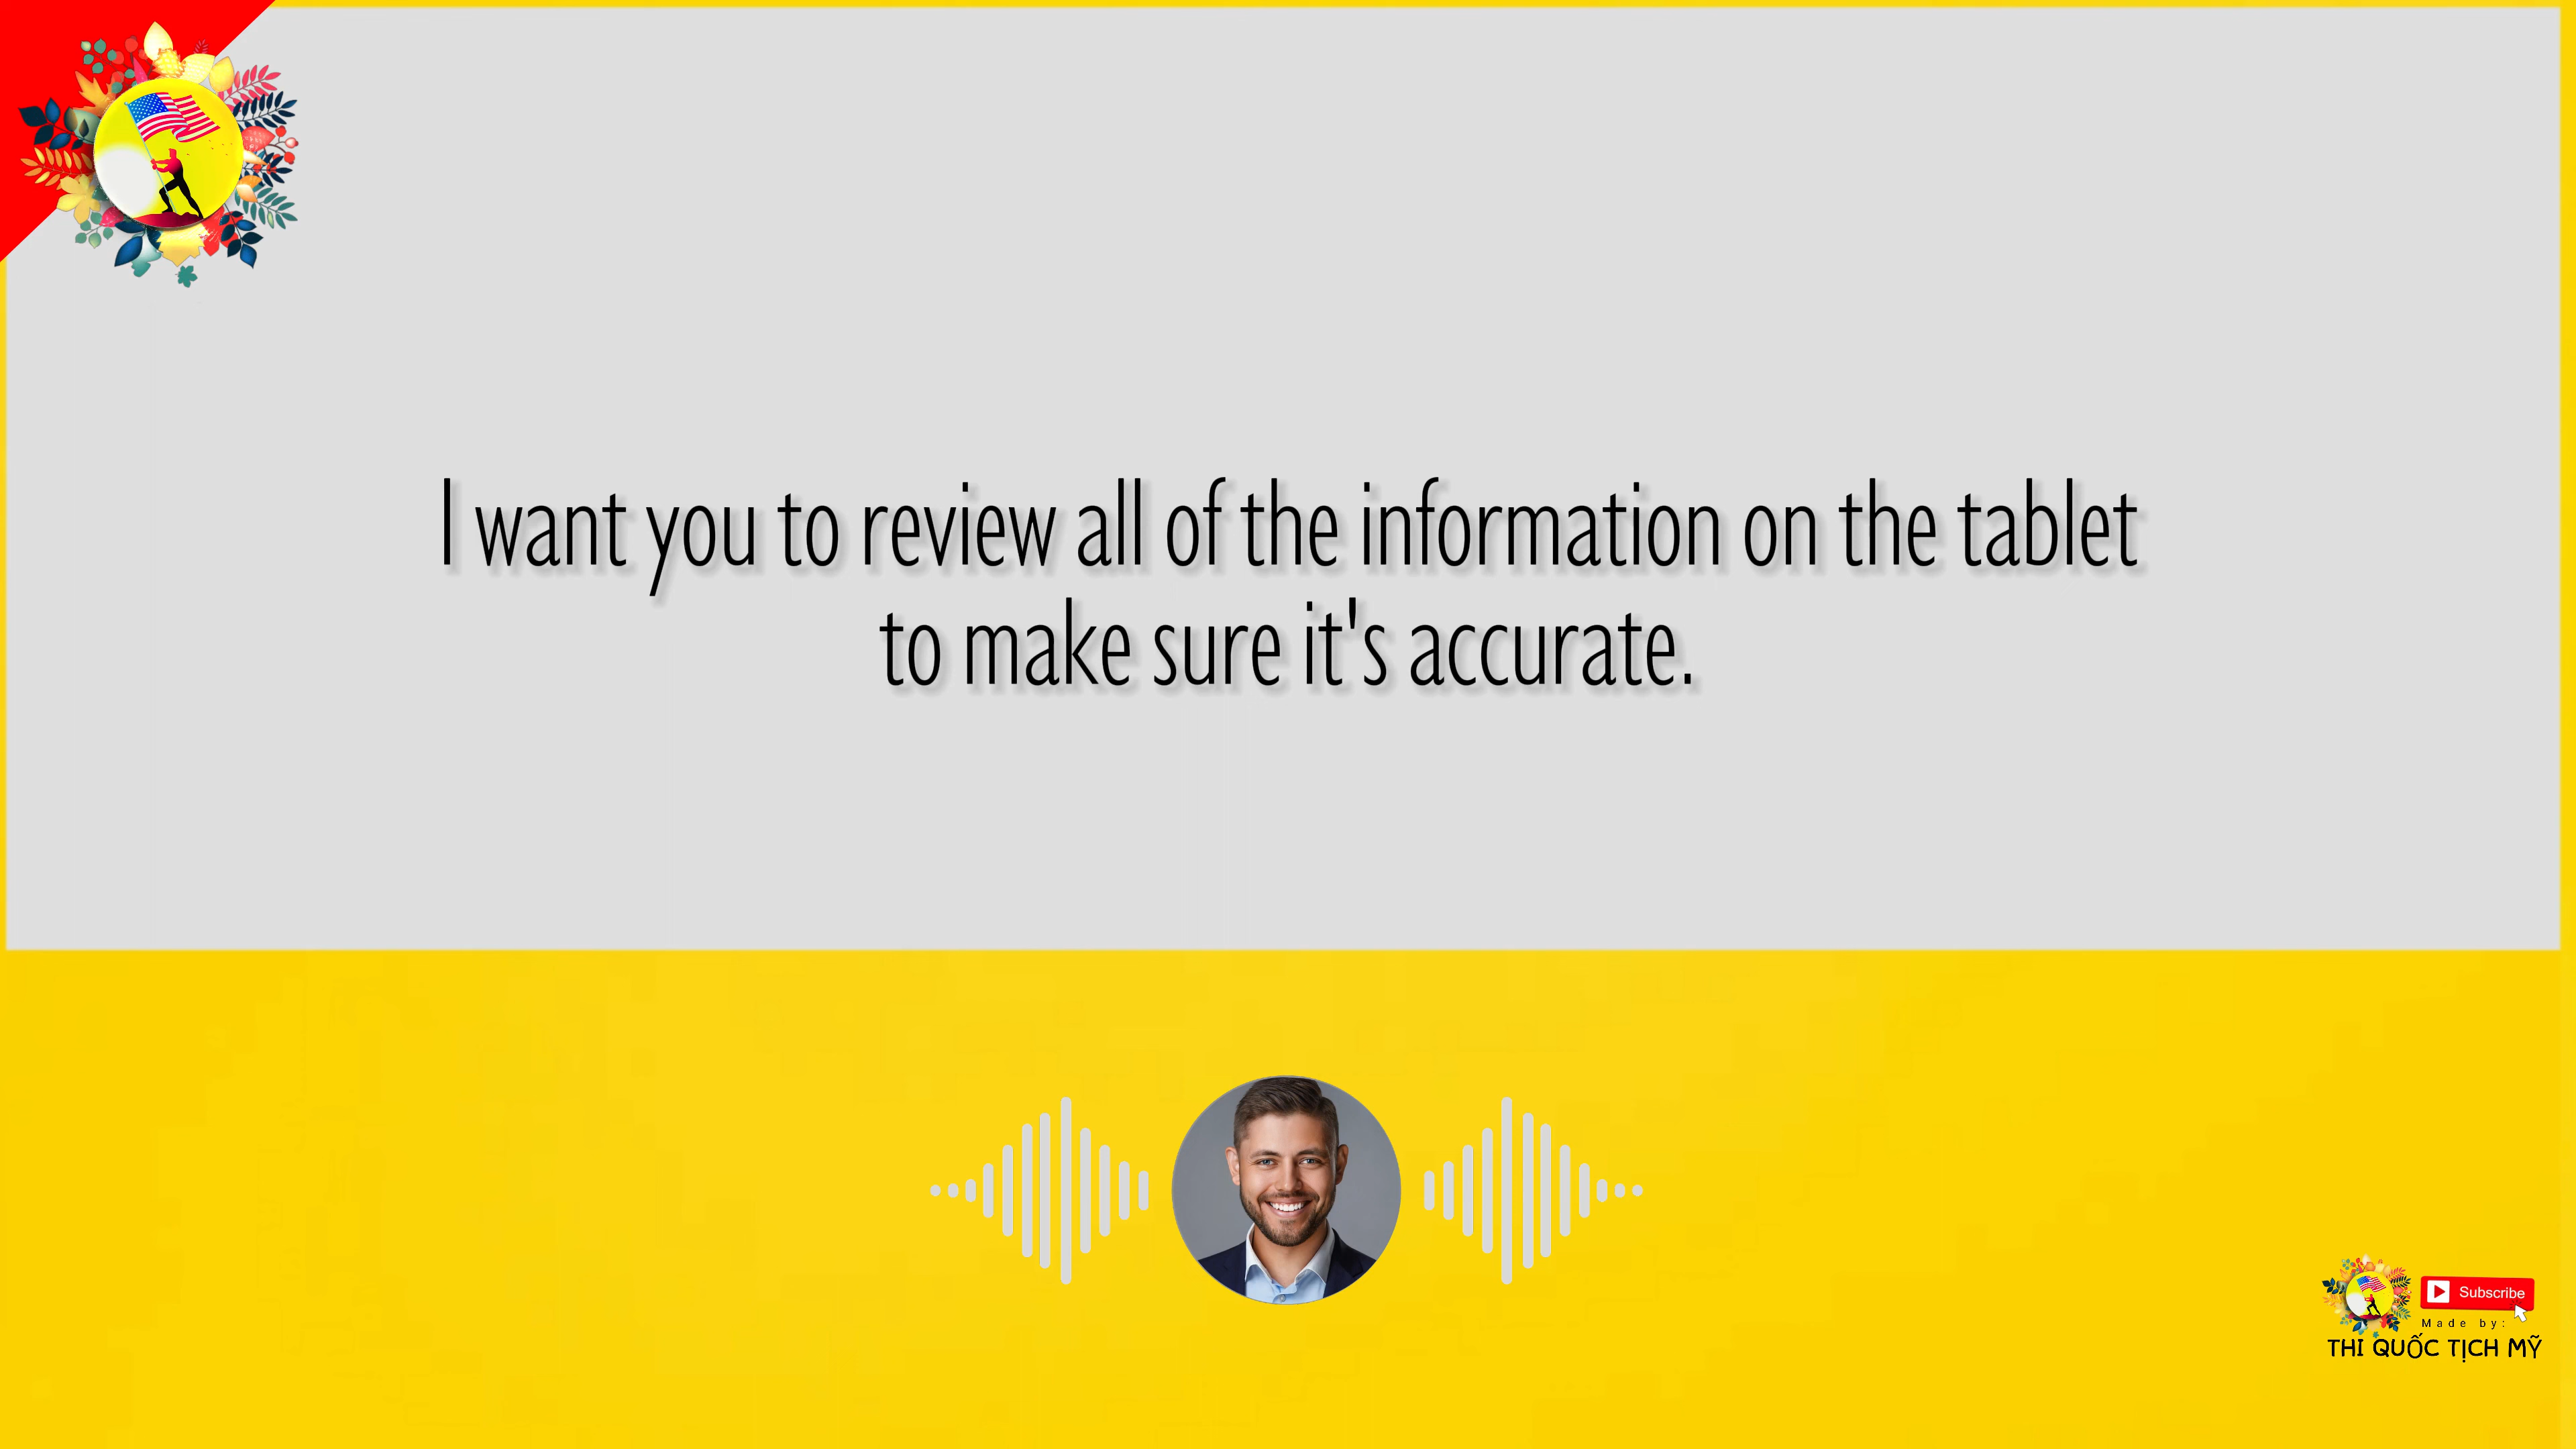 I want you to review all of the information on the tablet
to make sure it's accurate.
Subscribe
Made by:
THI QUỐC TỊCH MỸ